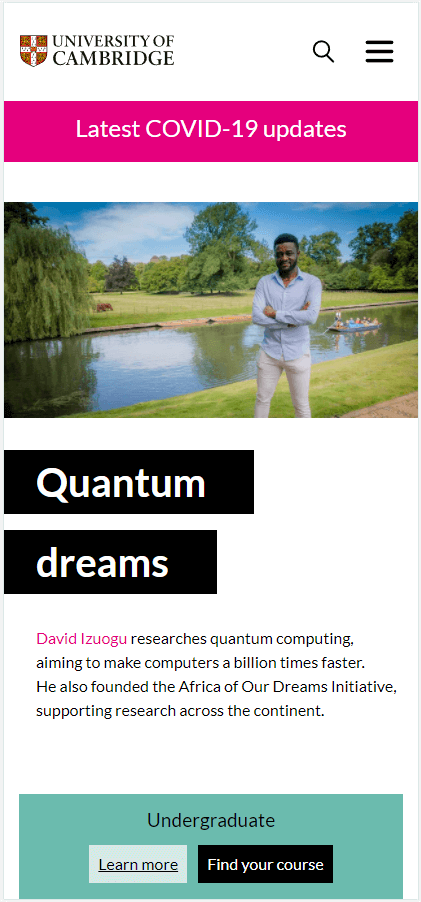 UNIVERSITY OF
CAMBRIDGE
Latest COVID-19 updates
Quantum
dreams
David Izuogu researches quantum computing,
aiming to make computers a billion times faster.
He also founded the Africa of Our Dreams Initiative,
supporting research across the continent.
Undergraduate
Learn more Find your course